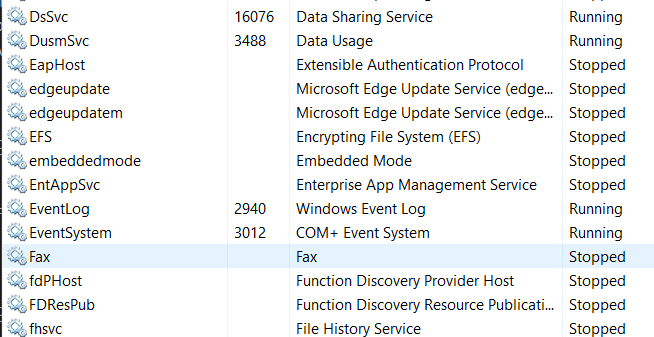 DsSvc 16076 Data Sharing Service Running
DusmSvc 3488 Data Usage Running
EapHost Extensible Authentication Protocol Stopped
edgeupdate Microsoft Edge Update Service (edge... Stopped
edgeupdatem Microsoft Edge Update Service (edge... Stopped
EFS Encrypting File System (EFS) Stopped
embeddedmode Embedded Mode Stopped
EntAppSvc Enterprise App Management Service Stopped
EventLog 2940 Windows Event Log Running
EventSystem 3012 COM+ Event System Running
Fax Fax Stopped
fdPHost Function Discovery Provider Host Stopped
FDResPub Function Discovery Resource Publicati... Stopped
fhsvc File History Service Stopped